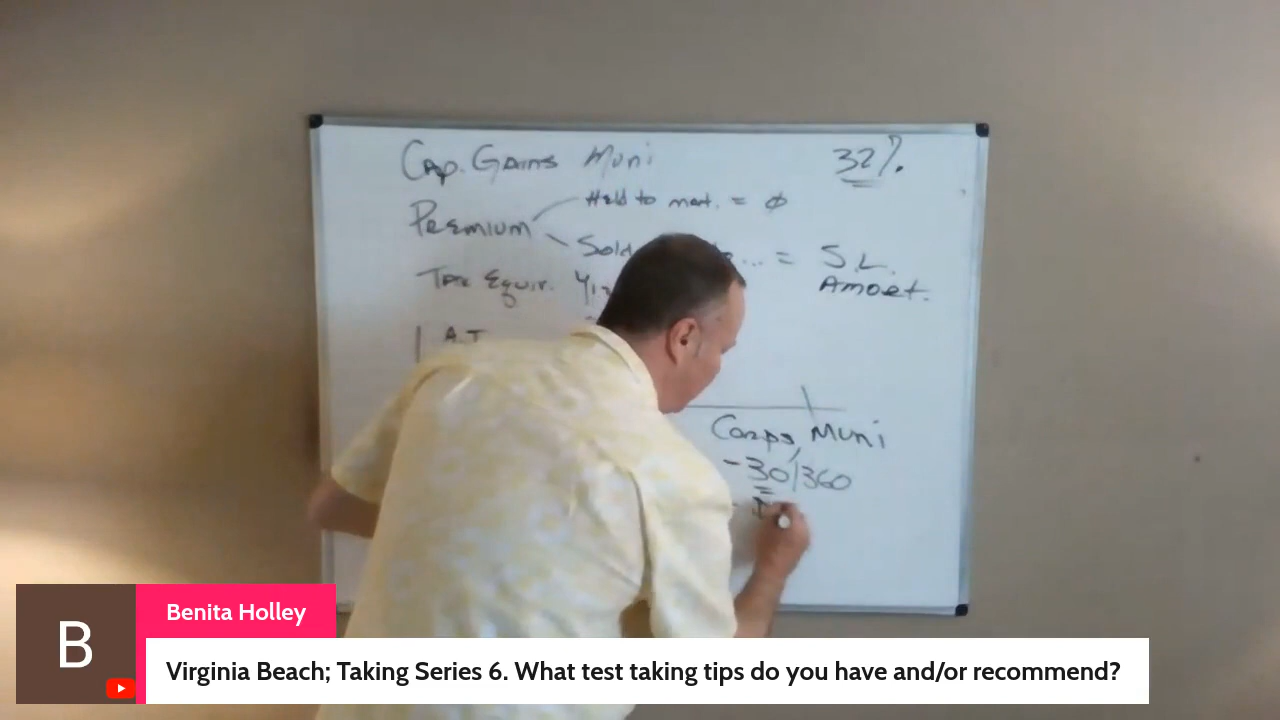 Cap. Gains Muni 32%.
Premium Held to mat. = ø
Sold ... = S.L.
Amort.
Tax Equiv.
A.T
Corps, Muni
- 30/360
B
Benita Holley
Virginia Beach; Taking Series 6. What test taking tips do you have and/or recommend?